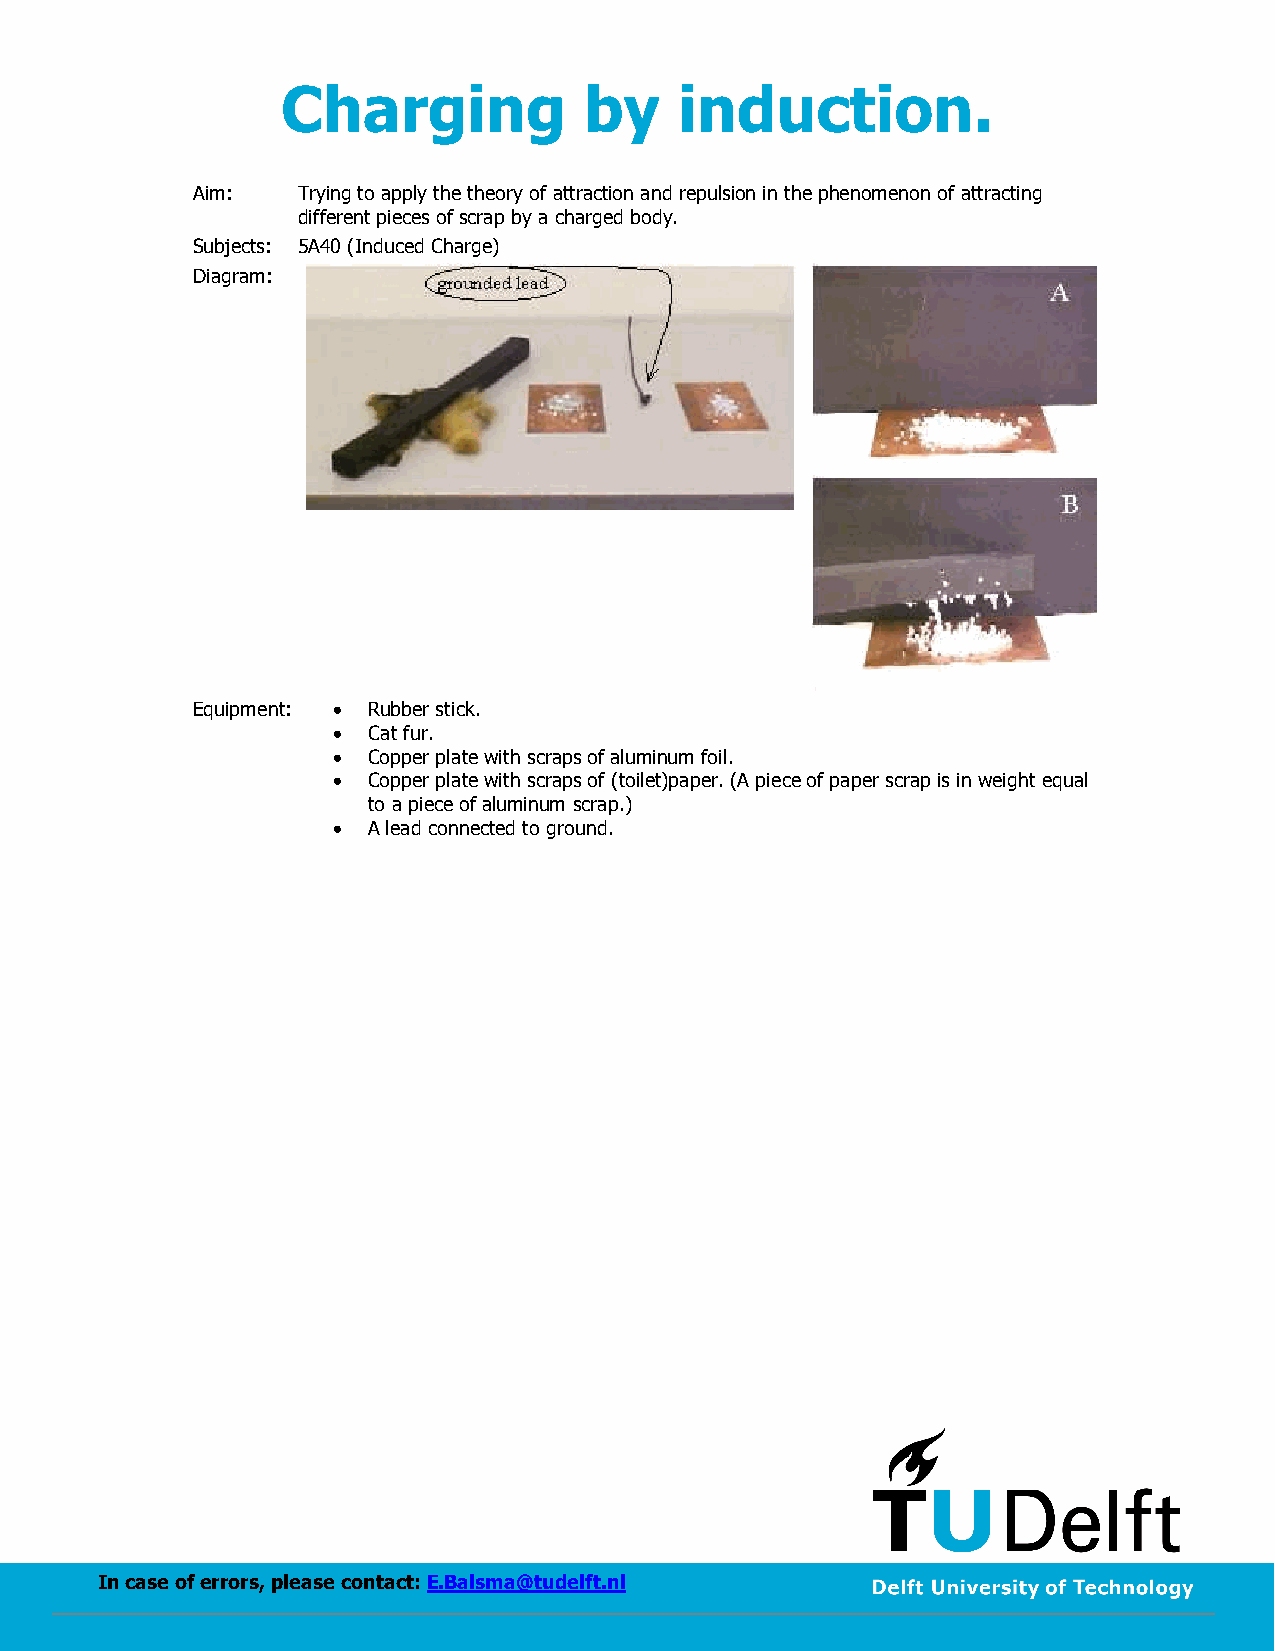 Charging by induction.
Aim: Trying to apply the theory of attraction and repulsion in the phenomenon of attracting
different pieces of scrap by a charged body.
Subjects: 5A40 (Induced Charge)
Diagram:
grounded lead
A
B
Equipment: • Rubber stick.
• Cat fur.
• Copper plate with scraps of aluminum foil.
• Copper plate with scraps of (toilet)paper. (A piece of paper scrap is in weight equal
to a piece of aluminum scrap.)
• A lead connected to ground.
TUDelft
In case of errors, please contact: E.Balsma@tudelft.nl
Delft University of Technology